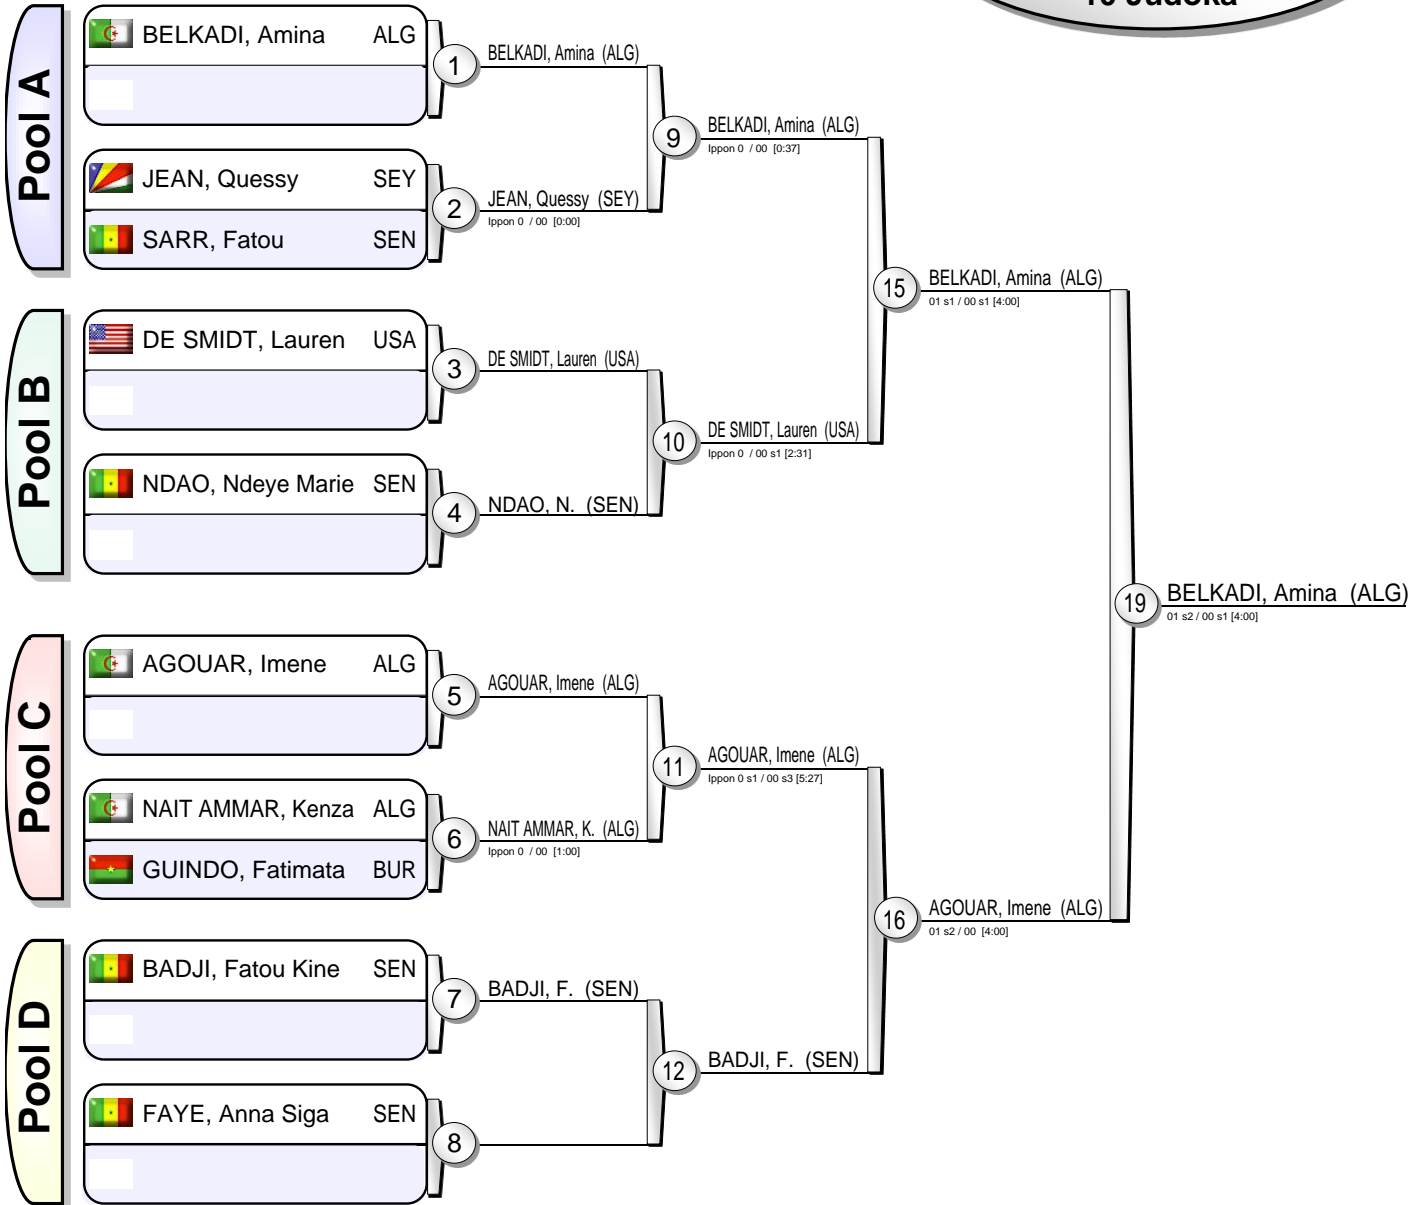 10 Judoka
Pool A
BELKADI, Amina ALG
JEAN, Quessy SEY
SARR, Fatou SEN
Pool B
DE SMIDT, Lauren USA
NDAO, Ndeye Marie SEN
Pool C
AGOUAR, Imene ALG
NAIT AMMAR, Kenza ALG
GUINDO, Fatimata BUR
Pool D
BADJI, Fatou Kine SEN
FAYE, Anna Siga SEN
1
BELKADI, Amina (ALG)
2
JEAN, Quessy (SEY)
Ippon 0 / 00 [0:00]
3
DE SMIDT, Lauren (USA)
4
NDAO, N. (SEN)
5
AGOUAR, Imene (ALG)
6
NAIT AMMAR, K. (ALG)
Ippon 0 / 00 [1:00]
7
BADJI, F. (SEN)
8
9
BELKADI, Amina (ALG)
Ippon 0 / 00 [0:37]
10
DE SMIDT, Lauren (USA)
Ippon 0 / 00 s1 [2:31]
11
AGOUAR, Imene (ALG)
Ippon 0 s1 / 00 s3 [5:27]
12
BADJI, F. (SEN)
15
BELKADI, Amina (ALG)
01 s1 / 00 s1 [4:00]
16
AGOUAR, Imene (ALG)
01 s2 / 00 [4:00]
19
BELKADI, Amina (ALG)
01 s2 / 00 s1 [4:00]